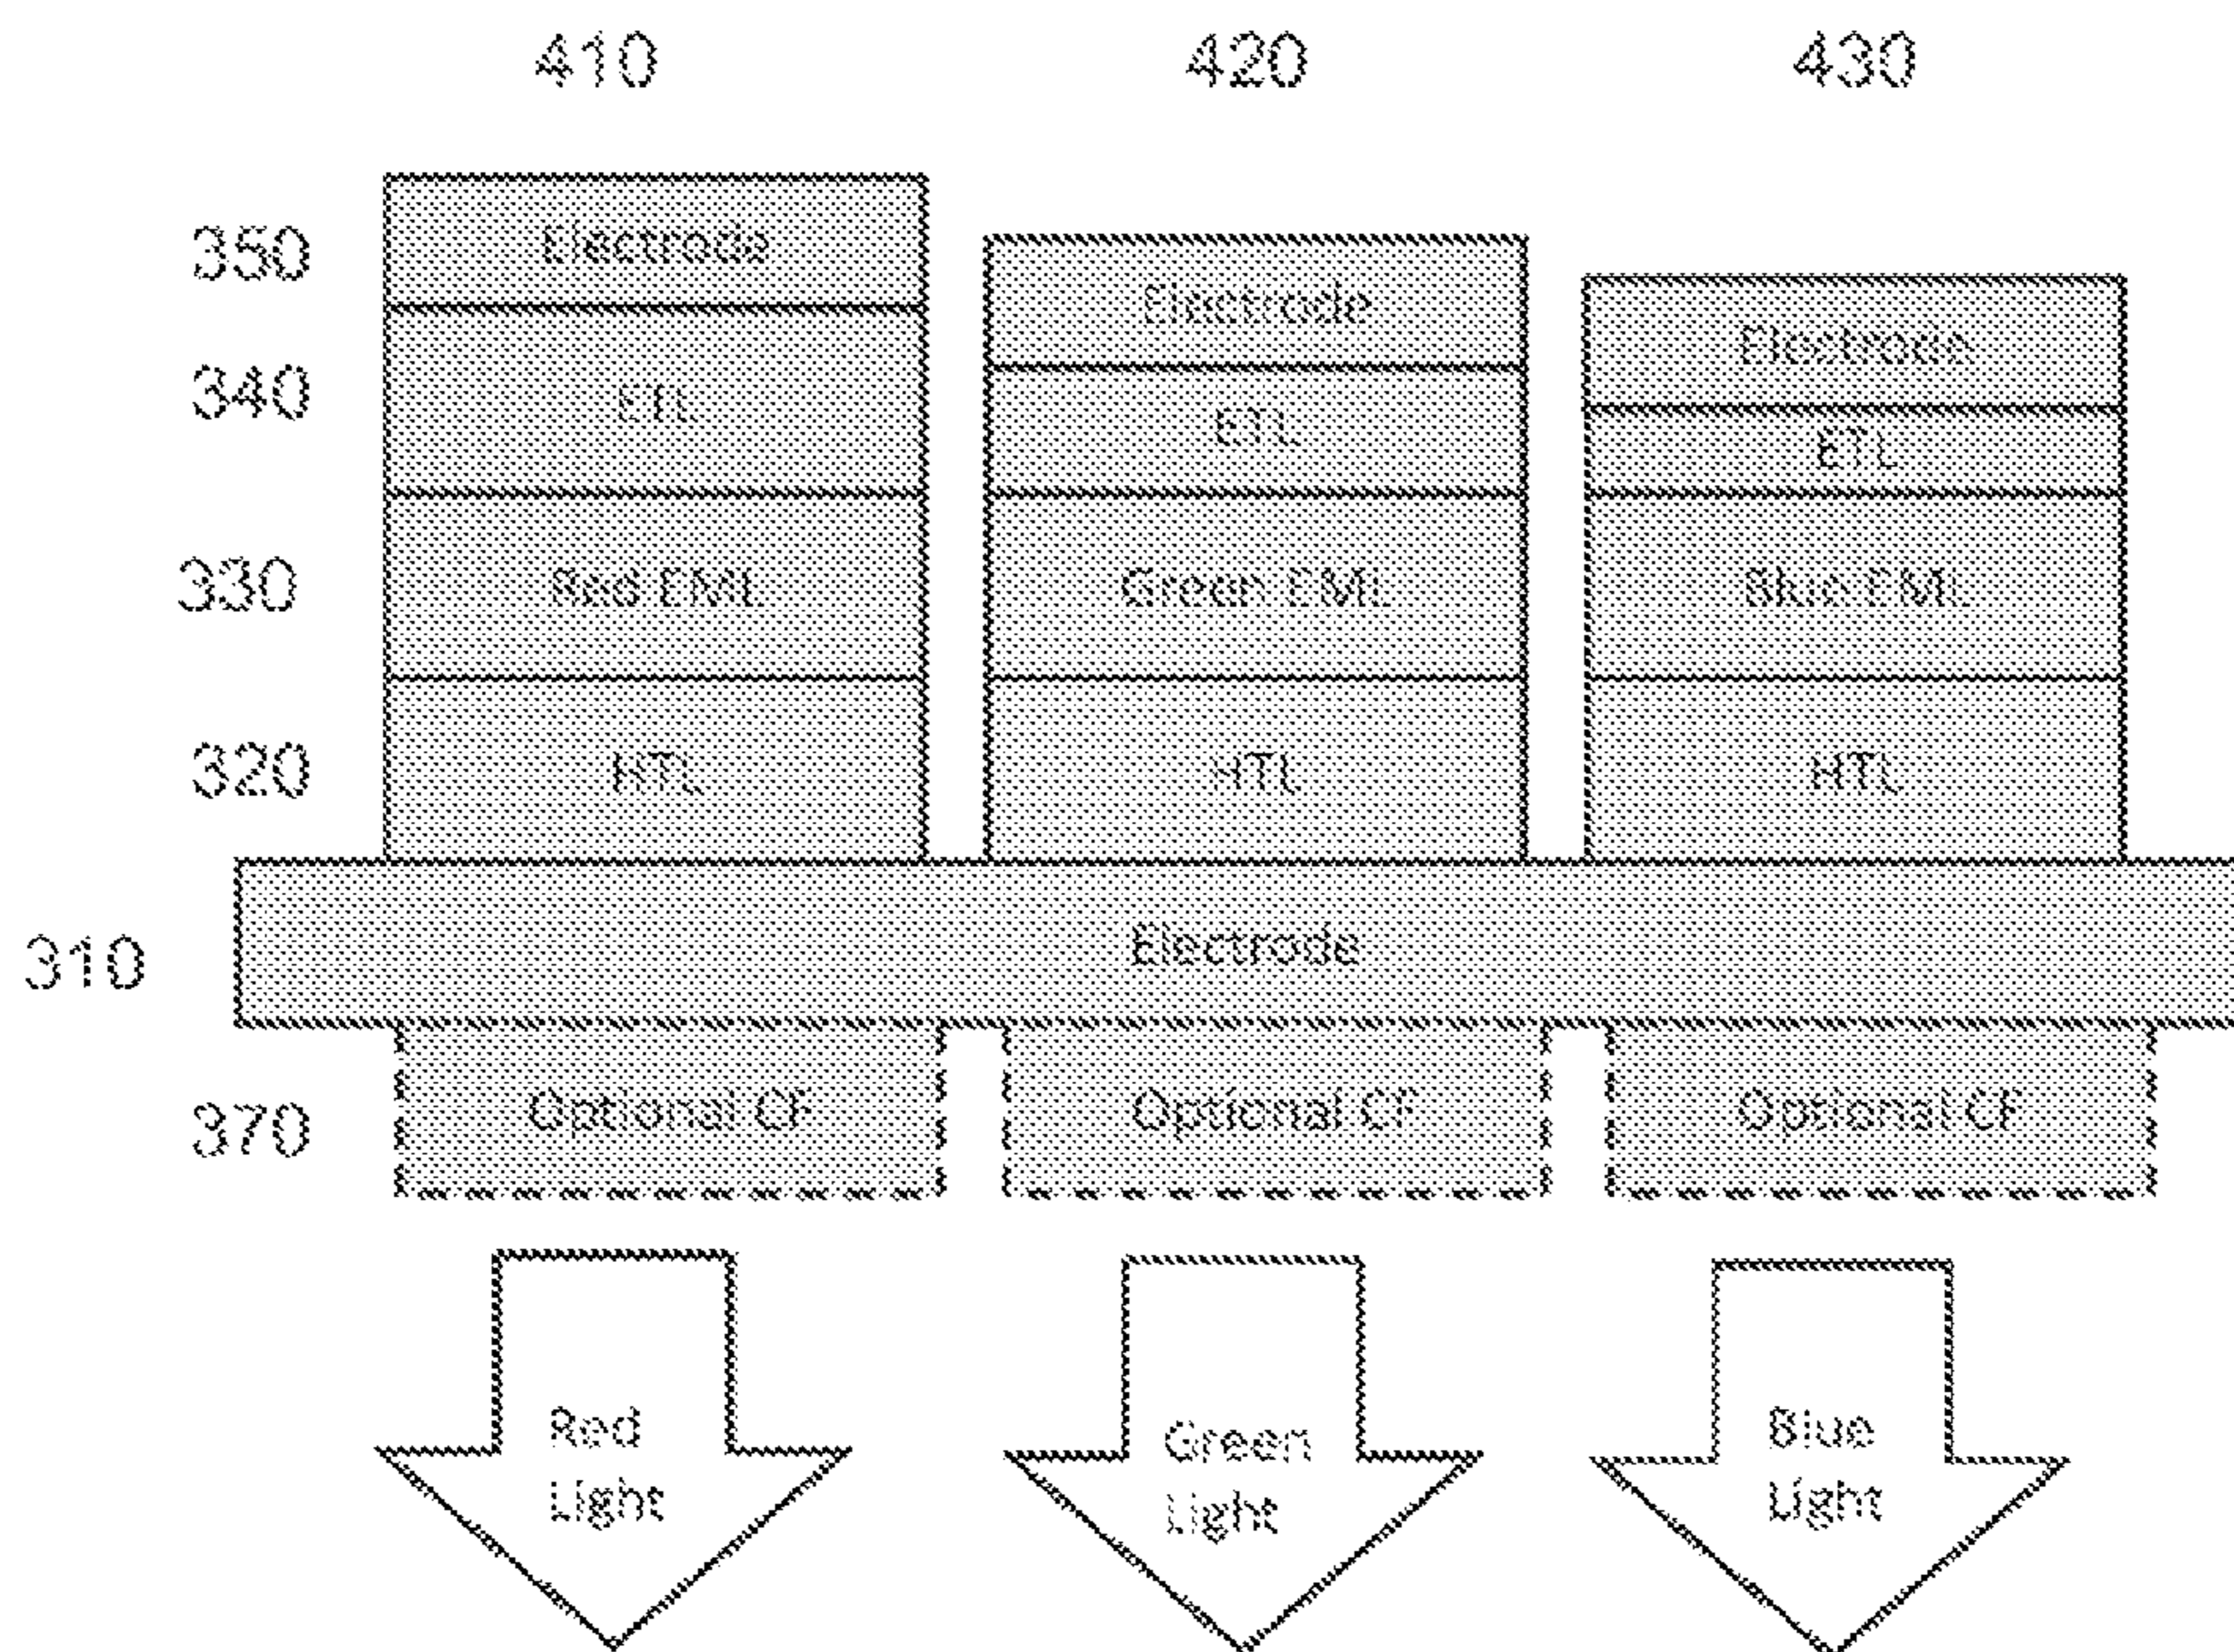 410 420 430
350 Electrode Electrode Electrode
340 ETL ETL ETL
330 Red EML Green EML Blue EML
320 HTL HTL HTL
310 Electrode
370 Optional CF Optional CF Optional CF
Red Green Blue
Light Light Light